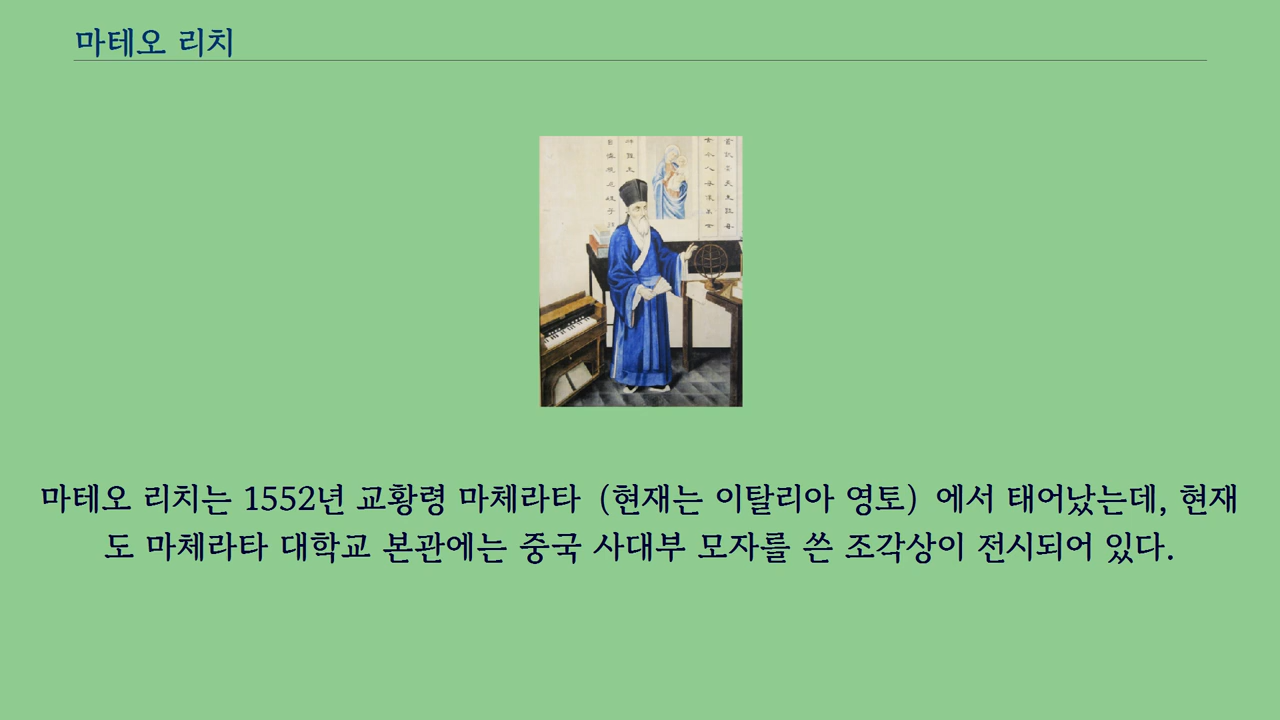 마테오 리치
마테오 리치는 1552년 교황령 마체라타 (현재는 이탈리아 영토) 에서 태어났는데, 현재
도 마체라타 대학교 본관에는 중국 사대부 모자를 쓴 조각상이 전시되어 있다.